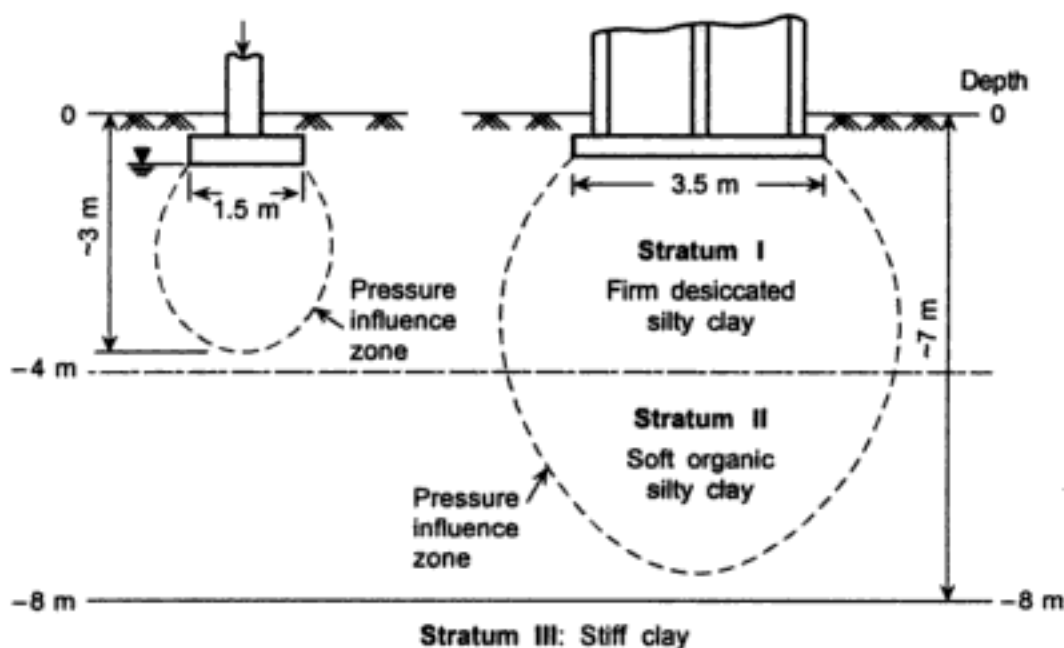 Depth
0
0
1.5 m
3.5 m
~3 m
Stratum I
Firm desiccated
silty clay
Pressure
influence
zone
~7 m
–4 m
Stratum II
Soft organic
silty clay
Pressure
influence
zone
–8 m
–8 m
Stratum III: Stiff clay